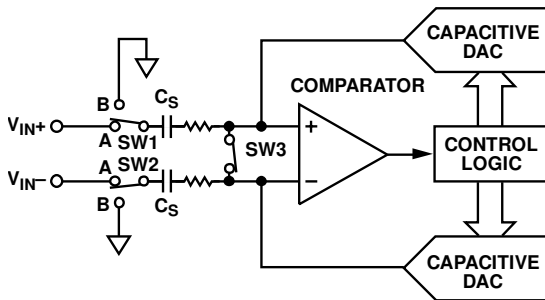 CAPACITIVE
DAC
COMPARATOR
B
CS
VIN+
A
SW1
+
SW3
CONTROL
LOGIC
VIN–
A
SW2
–
B
CS
CAPACITIVE
DAC